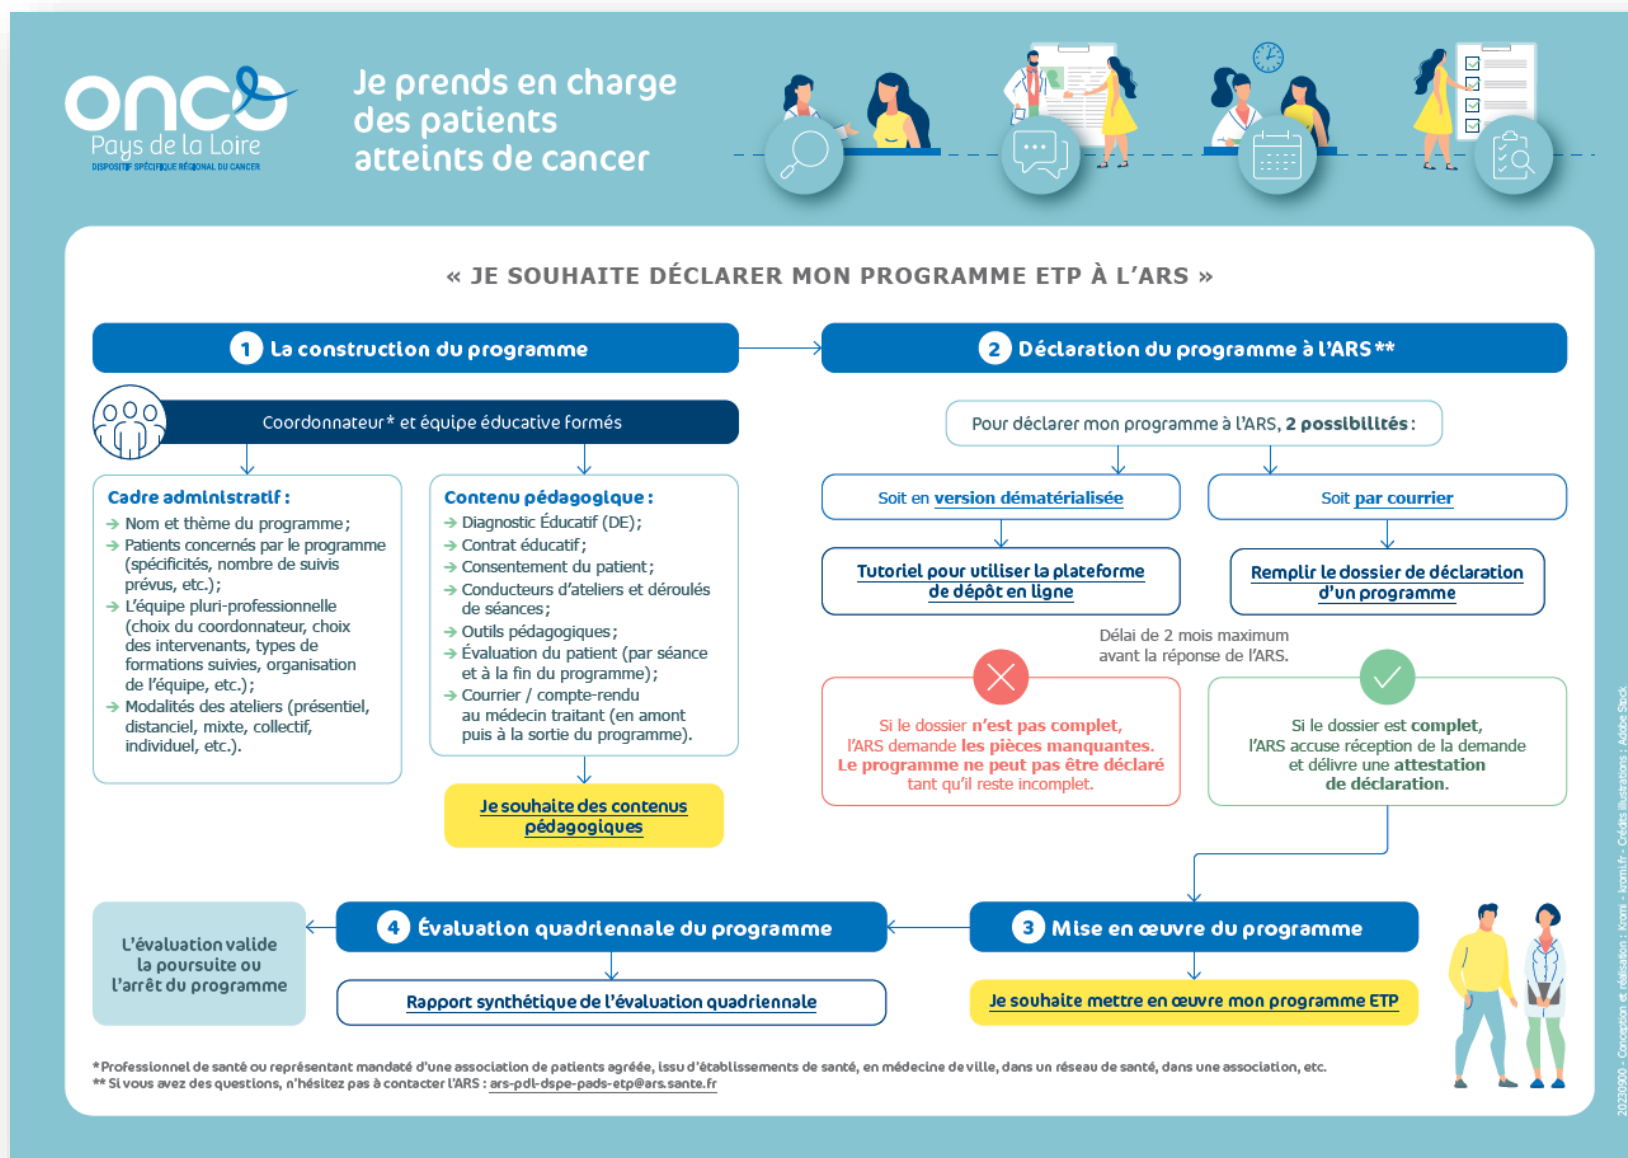 onco
Pays de la Loire
DISPOSITIF SPÉCIFIQUE RÉGIONAL DU CANCER
Je prends en charge
des patients
atteints de cancer
« JE SOUHAITE DÉCLARER MON PROGRAMME ETP À L'ARS »
1 La construction du programme
Coordonnateur* et équipe éducative formés
Cadre administratif :
→ Nom et thème du programme ;
→ Patients concernés par le programme
(spécificités, nombre de suivis
prévus, etc.) ;
→ L'équipe pluri-professionnelle
(choix du coordonnateur, choix
des intervenants, types de
formations suivies, organisation
de l'équipe, etc.) ;
→ Modalités des ateliers (présentiel,
distanciel, mixte, collectif,
individuel, etc.).
Contenu pédagogique :
→ Diagnostic Éducatif (DE) ;
→ Contrat éducatif ;
→ Consentement du patient ;
→ Conducteurs d'ateliers et déroulés
de séances ;
→ Outils pédagogiques ;
→ Évaluation du patient (par séance
et à la fin du programme) ;
→ Courrier / compte-rendu
au médecin traitant (en amont
puis à la sortie du programme).
Je souhaite des contenus
pédagogiques
2 Déclaration du programme à l'ARS**
Pour déclarer mon programme à l'ARS, 2 possibilités :
Soit en version dématérialisée
Soit par courrier
Tutoriel pour utiliser la plateforme
de dépôt en ligne
Remplir le dossier de déclaration
d'un programme
Délai de 2 mois maximum
avant la réponse de l'ARS.
Si le dossier n'est pas complet,
l'ARS demande les pièces manquantes.
Le programme ne peut pas être déclaré
tant qu'il reste incomplet.
Si le dossier est complet,
l'ARS accuse réception de la demande
et délivre une attestation
de déclaration.
3 Mise en œuvre du programme
Je souhaite mettre en œuvre mon programme ETP
4 Évaluation quadriennale du programme
Rapport synthétique de l'évaluation quadriennale
L'évaluation valide
la poursuite ou
l'arrêt du programme
*Professionnel de santé ou représentant mandaté d'une association de patients agréée, issu d'établissements de santé, en médecine de ville, dans un réseau de santé, dans une association, etc.
** Si vous avez des questions, n'hésitez pas à contacter l'ARS : ars-pdl-dspe-pads-etp@ars.sante.fr
20230900 - Conception et réalisation : Kromi - kromi.fr - Crédits illustrations : Adobe Stock